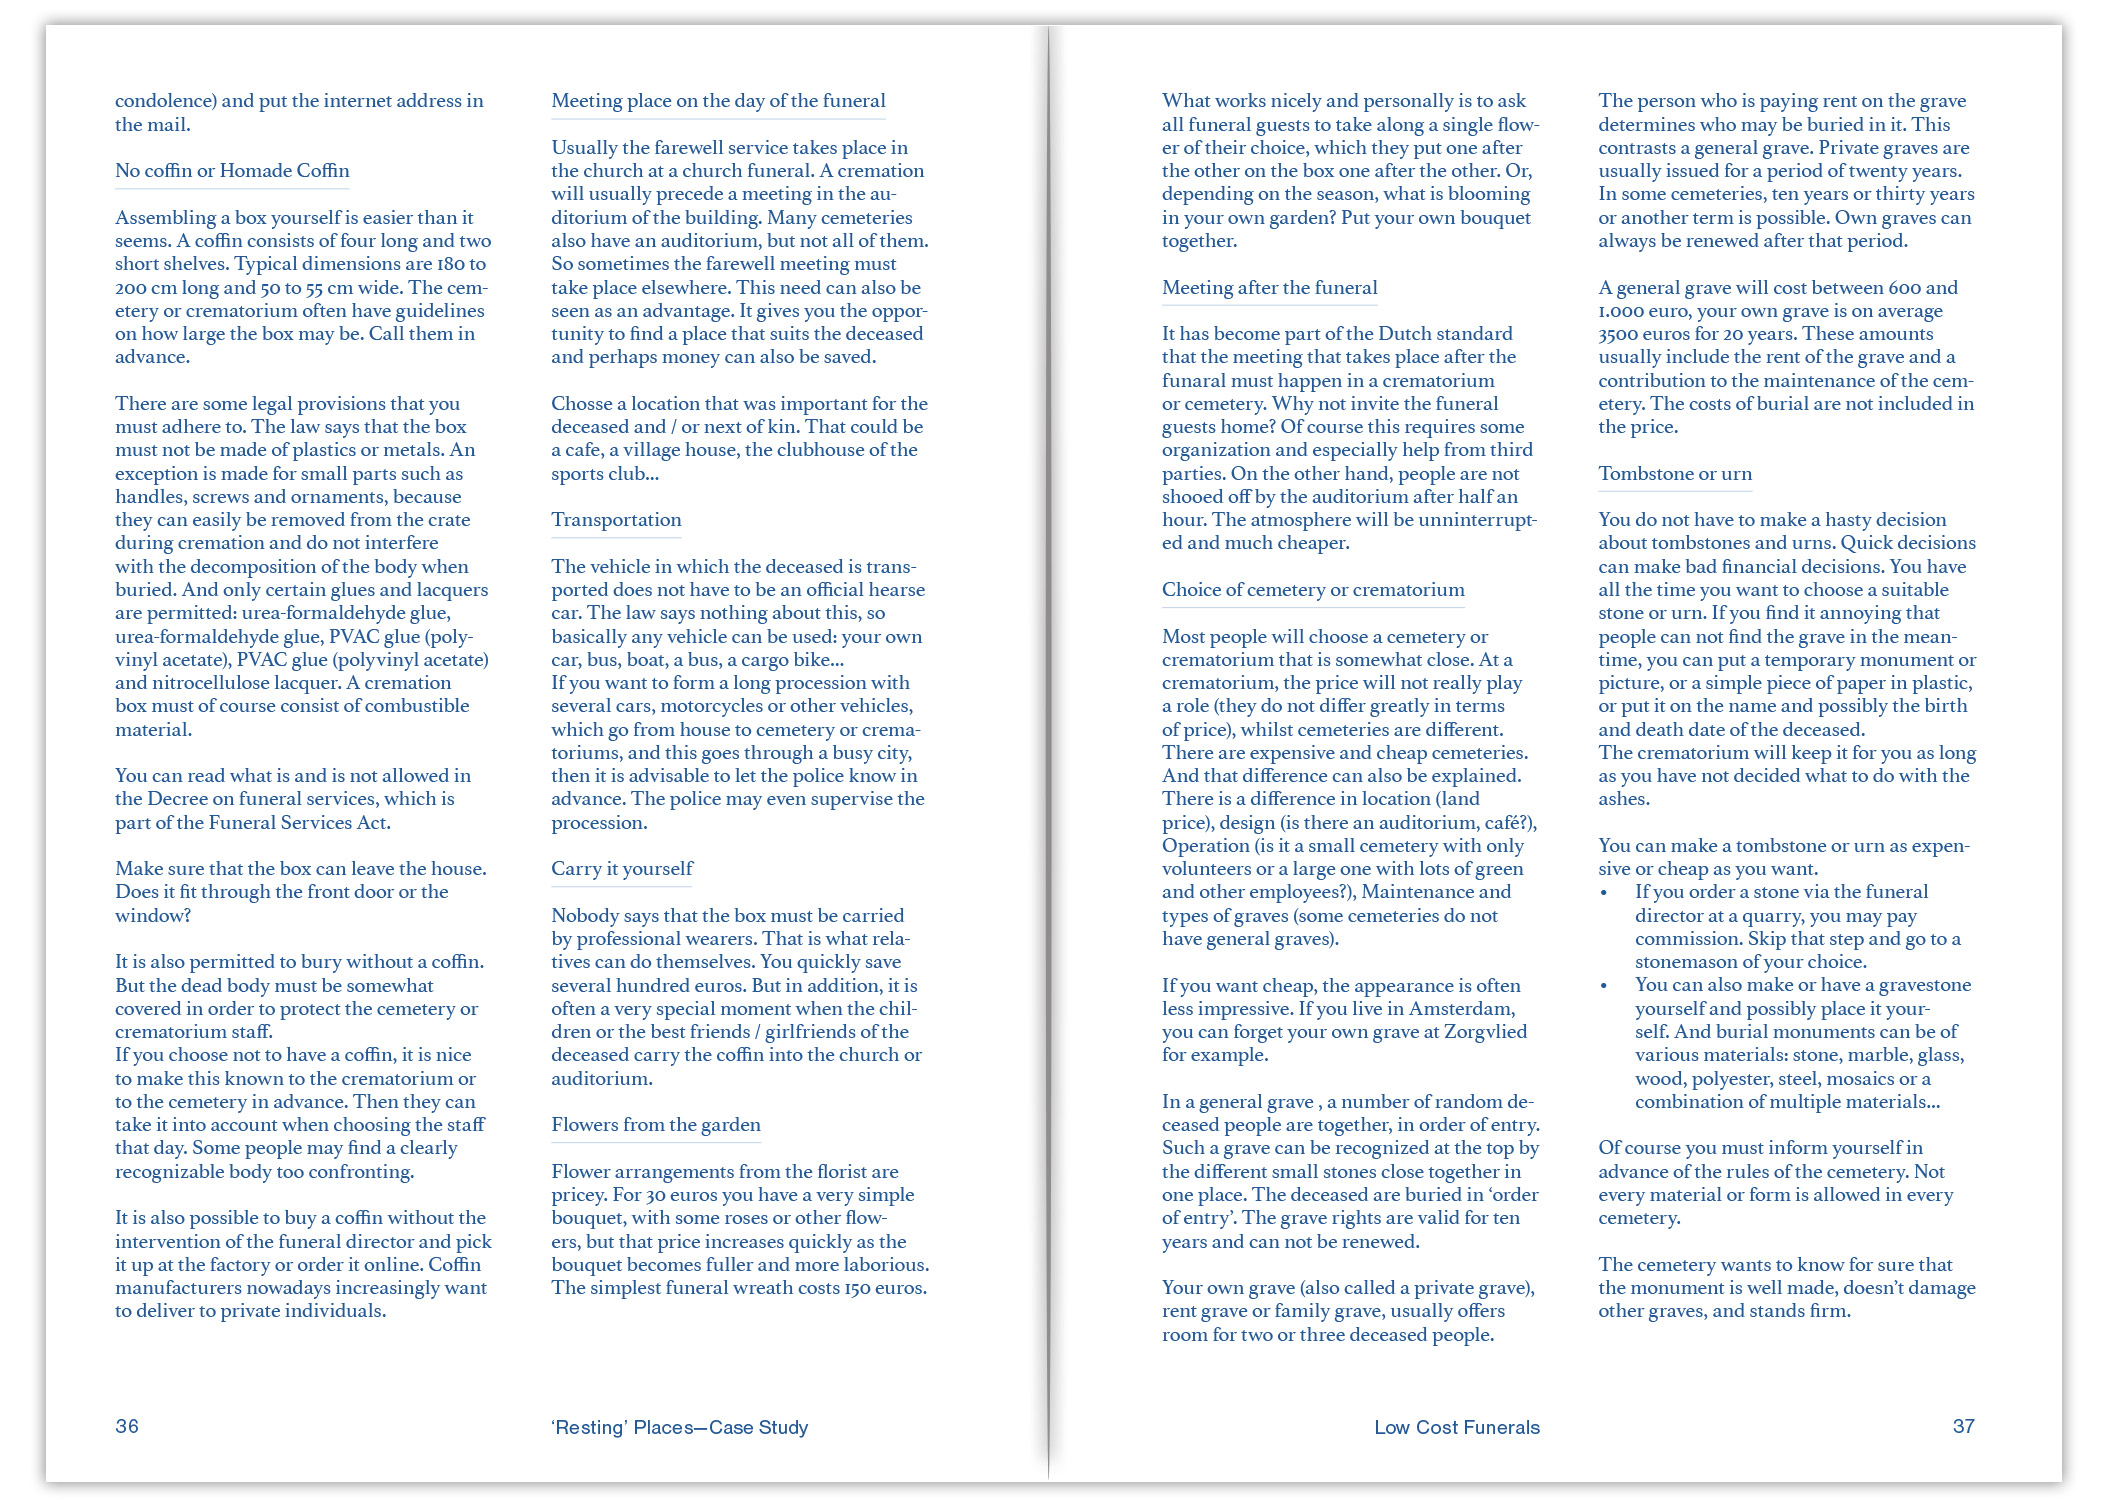 condolence) and put the internet address in
the mail.
No coffin or Homade Coffin
Assembling a box yourself is easier than it
seems. A coffin consists of four long and two
short shelves. Typical dimensions are 180 to
200 cm long and 50 to 55 cm wide. The cem-
etery or crematorium often have guidelines
on how large the box may be. Call them in
advance.
There are some legal provisions that you
must adhere to. The law says that the box
must not be made of plastics or metals. An
exception is made for small parts such as
handles, screws and ornaments, because
they can easily be removed from the crate
during cremation and do not interfere
with the decomposition of the body when
buried. And only certain glues and lacquers
are permitted: urea-formaldehyde glue,
urea-formaldehyde glue, PVAC glue (poly-
vinyl acetate), PVAC glue (polyvinyl acetate)
and nitrocellulose lacquer. A cremation
box must of course consist of combustible
material.
You can read what is and is not allowed in
the Decree on funeral services, which is
part of the Funeral Services Act.
Make sure that the box can leave the house.
Does it fit through the front door or the
window?
It is also permitted to bury without a coffin.
But the dead body must be somewhat
covered in order to protect the cemetery or
crematorium staff.
If you choose not to have a coffin, it is nice
to make this known to the crematorium or
to the cemetery in advance. Then they can
take it into account when choosing the staff
that day. Some people may find a clearly
recognizable body too confronting.
It is also possible to buy a coffin without the
intervention of the funeral director and pick
it up at the factory or order it online. Coffin
manufacturers nowadays increasingly want
to deliver to private individuals.
Meeting place on the day of the funeral
Usually the farewell service takes place in
the church at a church funeral. A cremation
will usually precede a meeting in the au-
ditorium of the building. Many cemeteries
also have an auditorium, but not all of them.
So sometimes the farewell meeting must
take place elsewhere. This need can also be
seen as an advantage. It gives you the oppor-
tunity to find a place that suits the deceased
and perhaps money can also be saved.
Chosse a location that was important for the
deceased and / or next of kin. That could be
a cafe, a village house, the clubhouse of the
sports club...
Transportation
The vehicle in which the deceased is trans-
ported does not have to be an official hearse
car. The law says nothing about this, so
basically any vehicle can be used: your own
car, bus, boat, a bus, a cargo bike...
If you want to form a long procession with
several cars, motorcycles or other vehicles,
which go from house to cemetery or crema-
toriums, and this goes through a busy city,
then it is advisable to let the police know in
advance. The police may even supervise the
procession.
Carry it yourself
Nobody says that the box must be carried
by professional wearers. That is what rela-
tives can do themselves. You quickly save
several hundred euros. But in addition, it is
often a very special moment when the chil-
dren or the best friends / girlfriends of the
deceased carry the coffin into the church or
auditorium.
Flowers from the garden
Flower arrangements from the florist are
pricey. For 30 euros you have a very simple
bouquet, with some roses or other flow-
ers, but that price increases quickly as the
bouquet becomes fuller and more laborious.
The simplest funeral wreath costs 150 euros.
36
‘Resting’ Places—Case Study
What works nicely and personally is to ask
all funeral guests to take along a single flow-
er of their choice, which they put one after
the other on the box one after the other. Or,
depending on the season, what is blooming
in your own garden? Put your own bouquet
together.
Meeting after the funeral
It has become part of the Dutch standard
that the meeting that takes place after the
funaral must happen in a crematorium
or cemetery. Why not invite the funeral
guests home? Of course this requires some
organization and especially help from third
parties. On the other hand, people are not
shooed off by the auditorium after half an
hour. The atmosphere will be unninterrupt-
ed and much cheaper.
Choice of cemetery or crematorium
Most people will choose a cemetery or
crematorium that is somewhat close. At a
crematorium, the price will not really play
a role (they do not differ greatly in terms
of price), whilst cemeteries are different.
There are expensive and cheap cemeteries.
And that difference can also be explained.
There is a difference in location (land
price), design (is there an auditorium, café?),
Operation (is it a small cemetery with only
volunteers or a large one with lots of green
and other employees?), Maintenance and
types of graves (some cemeteries do not
have general graves).
If you want cheap, the appearance is often
less impressive. If you live in Amsterdam,
you can forget your own grave at Zorgvlied
for example.
In a general grave , a number of random de-
ceased people are together, in order of entry.
Such a grave can be recognized at the top by
the different small stones close together in
one place. The deceased are buried in ‘order
of entry’. The grave rights are valid for ten
years and can not be renewed.
Your own grave (also called a private grave),
rent grave or family grave, usually offers
room for two or three deceased people.
The person who is paying rent on the grave
determines who may be buried in it. This
contrasts a general grave. Private graves are
usually issued for a period of twenty years.
In some cemeteries, ten years or thirty years
or another term is possible. Own graves can
always be renewed after that period.
A general grave will cost between 600 and
1.000 euro, your own grave is on average
3500 euros for 20 years. These amounts
usually include the rent of the grave and a
contribution to the maintenance of the cem-
etery. The costs of burial are not included in
the price.
Tombstone or urn
You do not have to make a hasty decision
about tombstones and urns. Quick decisions
can make bad financial decisions. You have
all the time you want to choose a suitable
stone or urn. If you find it annoying that
people can not find the grave in the mean-
time, you can put a temporary monument or
picture, or a simple piece of paper in plastic,
or put it on the name and possibly the birth
and death date of the deceased.
The crematorium will keep it for you as long
as you have not decided what to do with the
ashes.
You can make a tombstone or urn as expen-
sive or cheap as you want.
• If you order a stone via the funeral
director at a quarry, you may pay
commission. Skip that step and go to a
stonemason of your choice.
• You can also make or have a gravestone
yourself and possibly place it your-
self. And burial monuments can be of
various materials: stone, marble, glass,
wood, polyester, steel, mosaics or a
combination of multiple materials...
Of course you must inform yourself in
advance of the rules of the cemetery. Not
every material or form is allowed in every
cemetery.
The cemetery wants to know for sure that
the monument is well made, doesn’t damage
other graves, and stands firm.
Low Cost Funerals
37